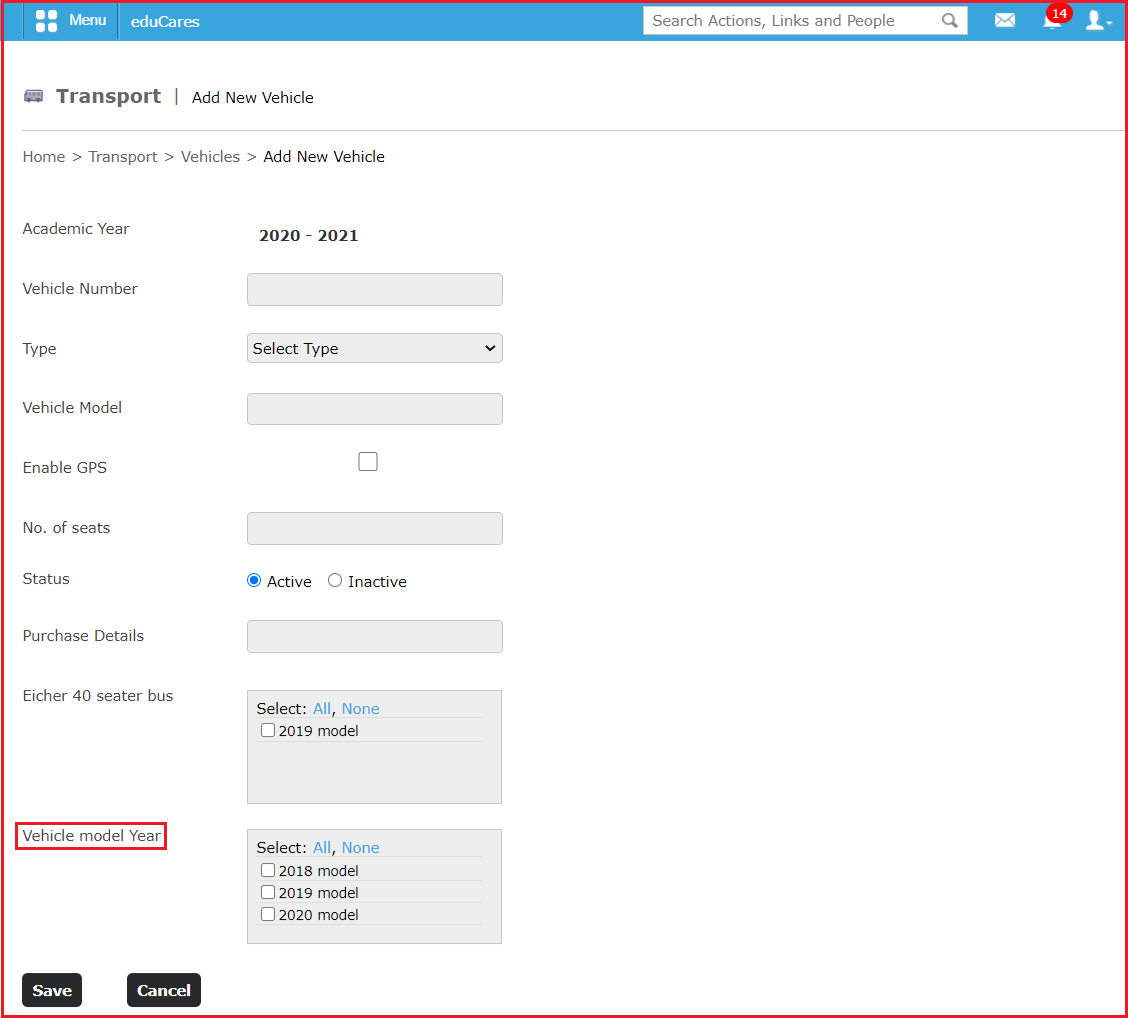 Menu eduCares Search Actions, Links and People 14
Transport | Add New Vehicle
Home > Transport > Vehicles > Add New Vehicle
Academic Year 2020 - 2021
Vehicle Number
Type Select Type
Vehicle Model
Enable GPS
No. of seats
Status Active Inactive
Purchase Details
Eicher 40 seater bus
Select: All, None
2019 model
Vehicle model Year
Select: All, None
2018 model
2019 model
2020 model
Save Cancel